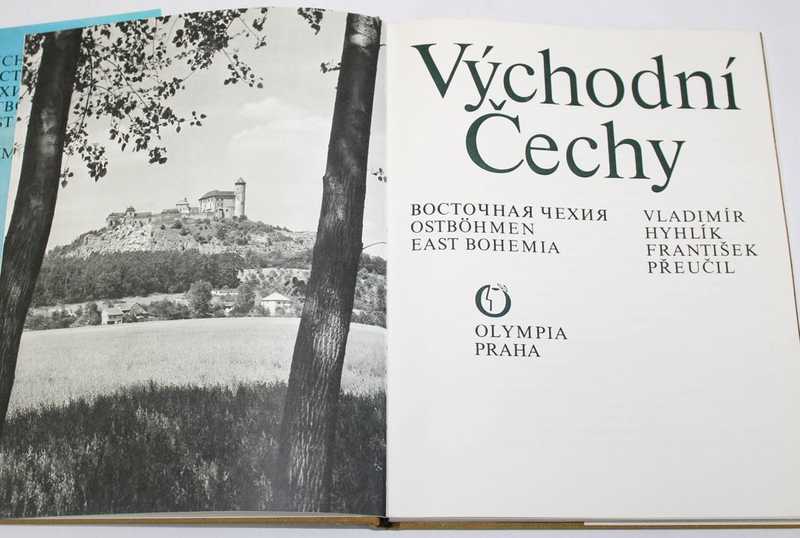 Východní
Čechy
ВОСТОЧНАЯ ЧЕХИЯ
OSTBÖHMEN
EAST BOHEMIA
VLADIMÍR
HYHLÍK
FRANTIŠEK
PŘEUČIL
OLYMPIA
PRAHA